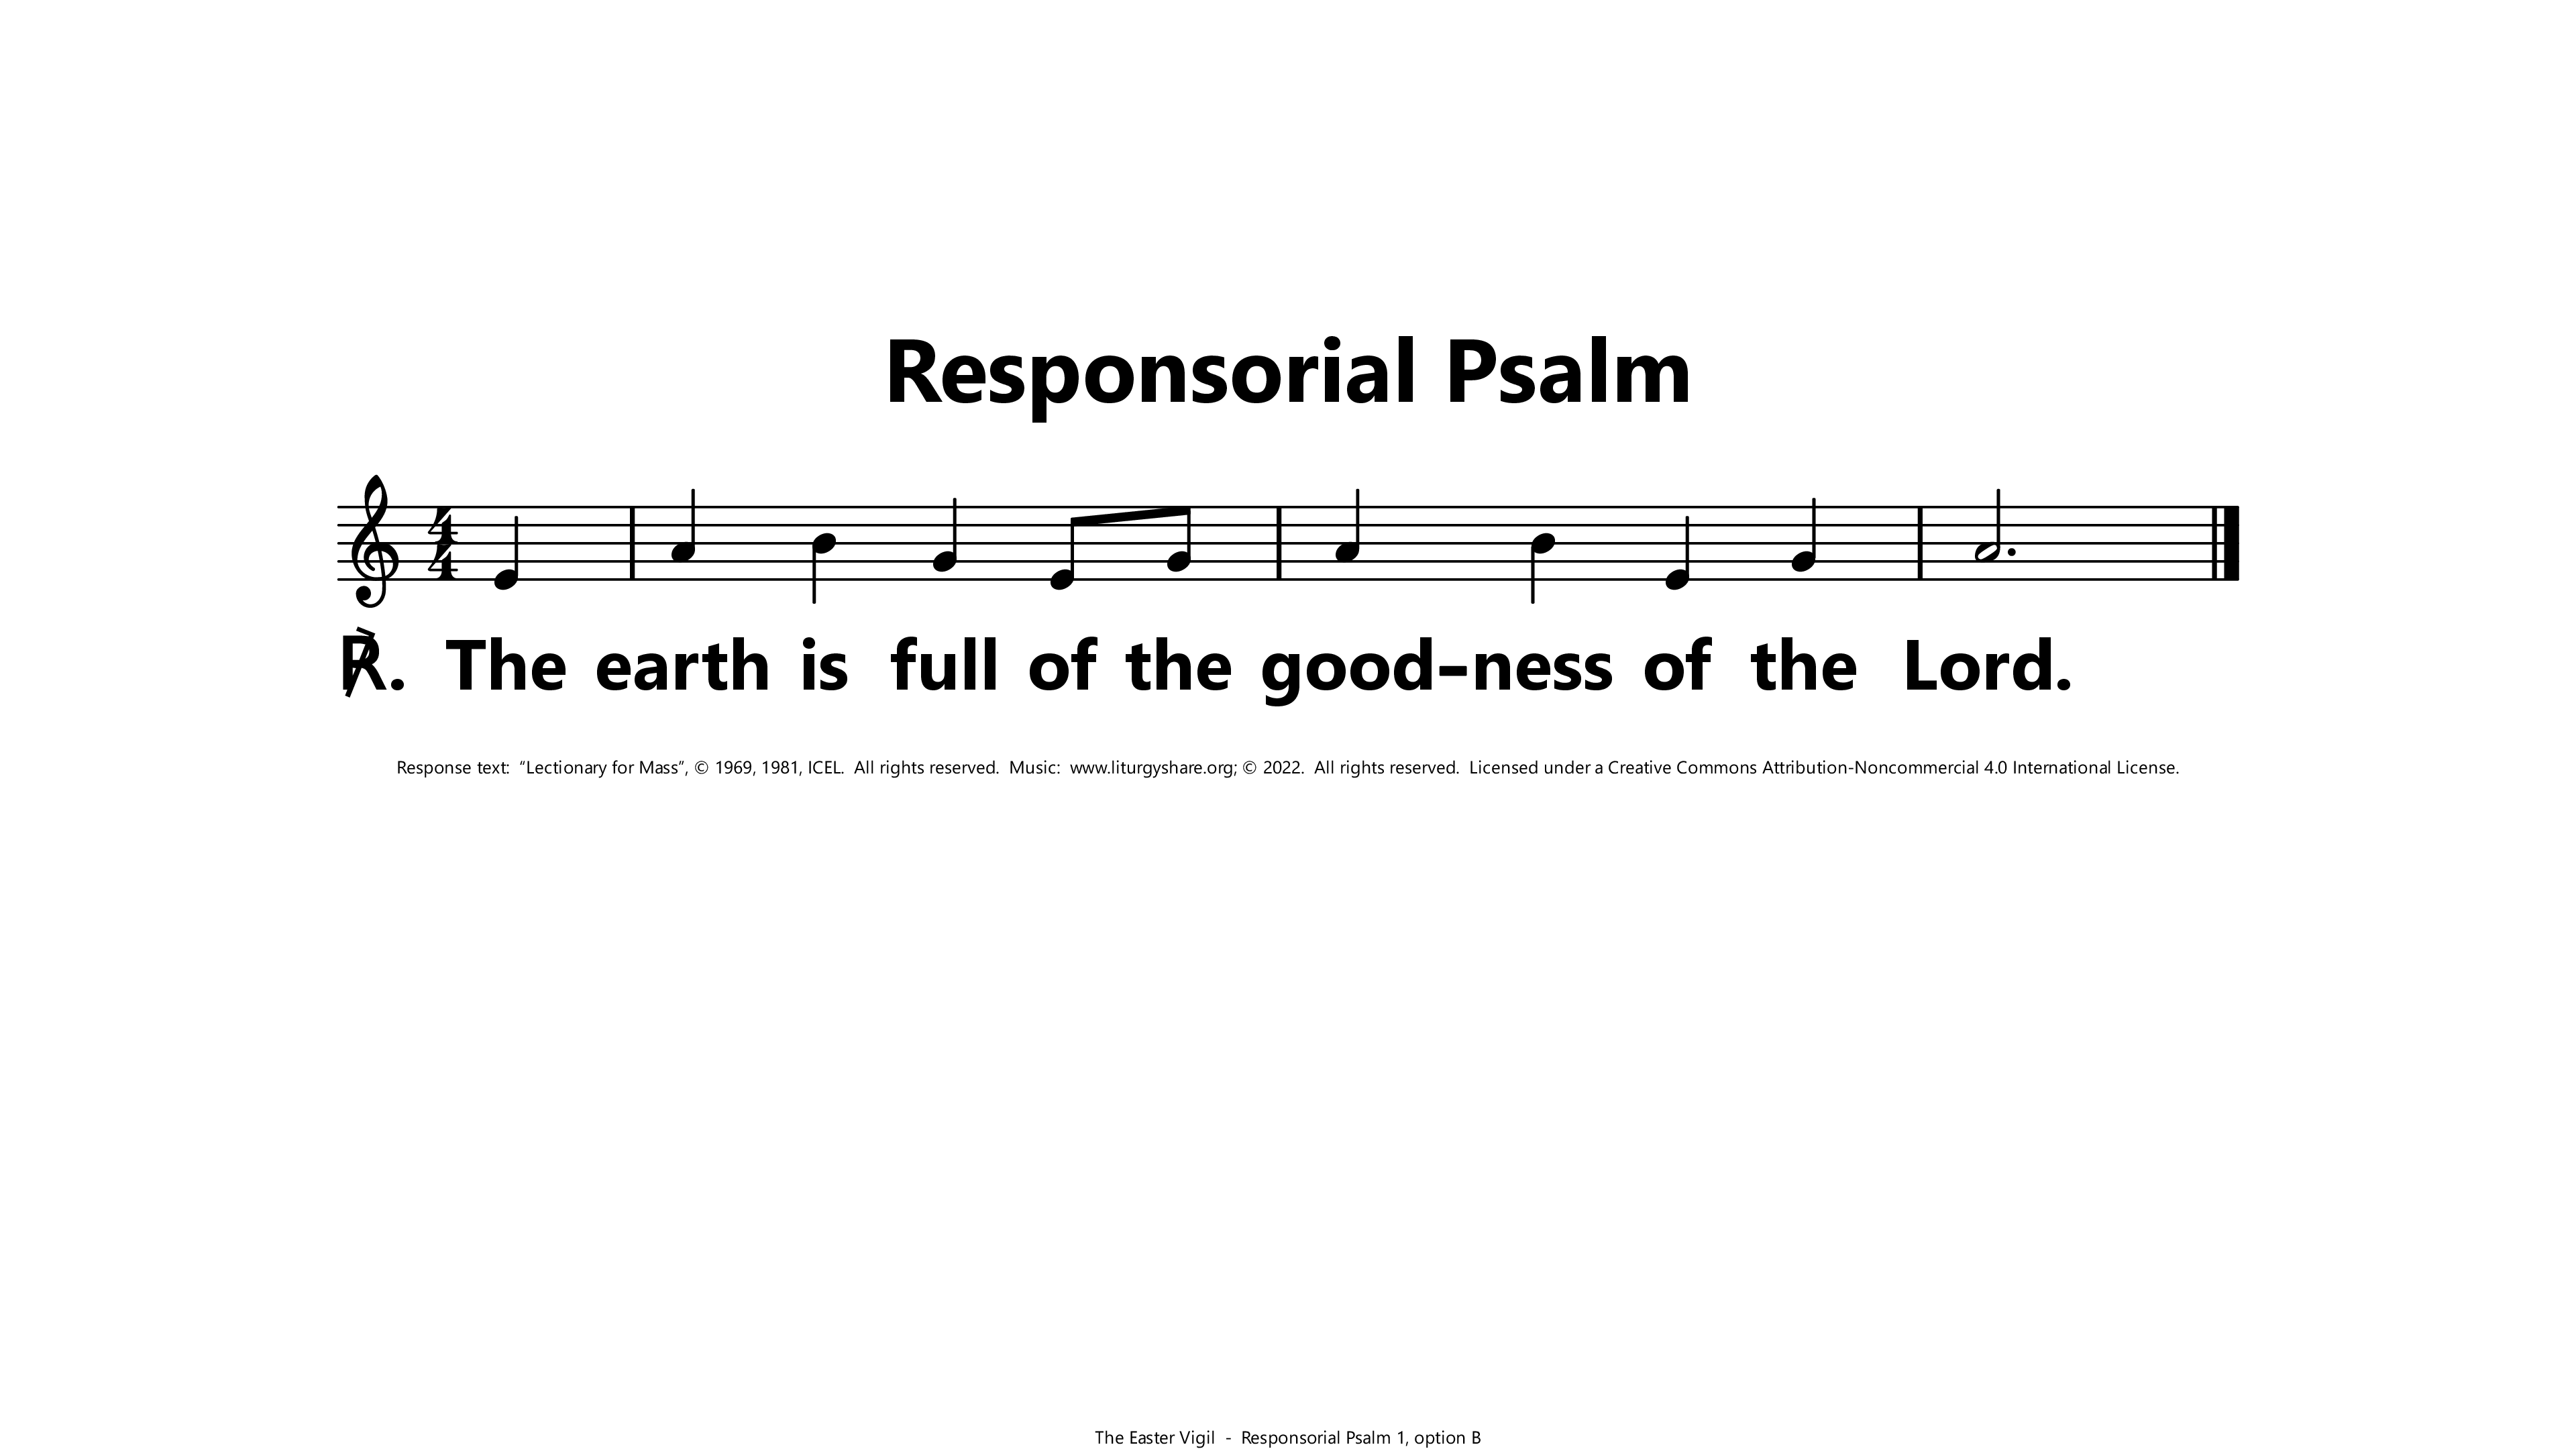 Responsorial Psalm
℟. The earth is full of the good-ness of the Lord.
Response text: “Lectionary for Mass”, © 1969, 1981, ICEL. All rights reserved. Music: www.liturgyshare.org; © 2022. All rights reserved. Licensed under a Creative Commons Attribution-Noncommercial 4.0 International License.
The Easter Vigil - Responsorial Psalm 1, option B